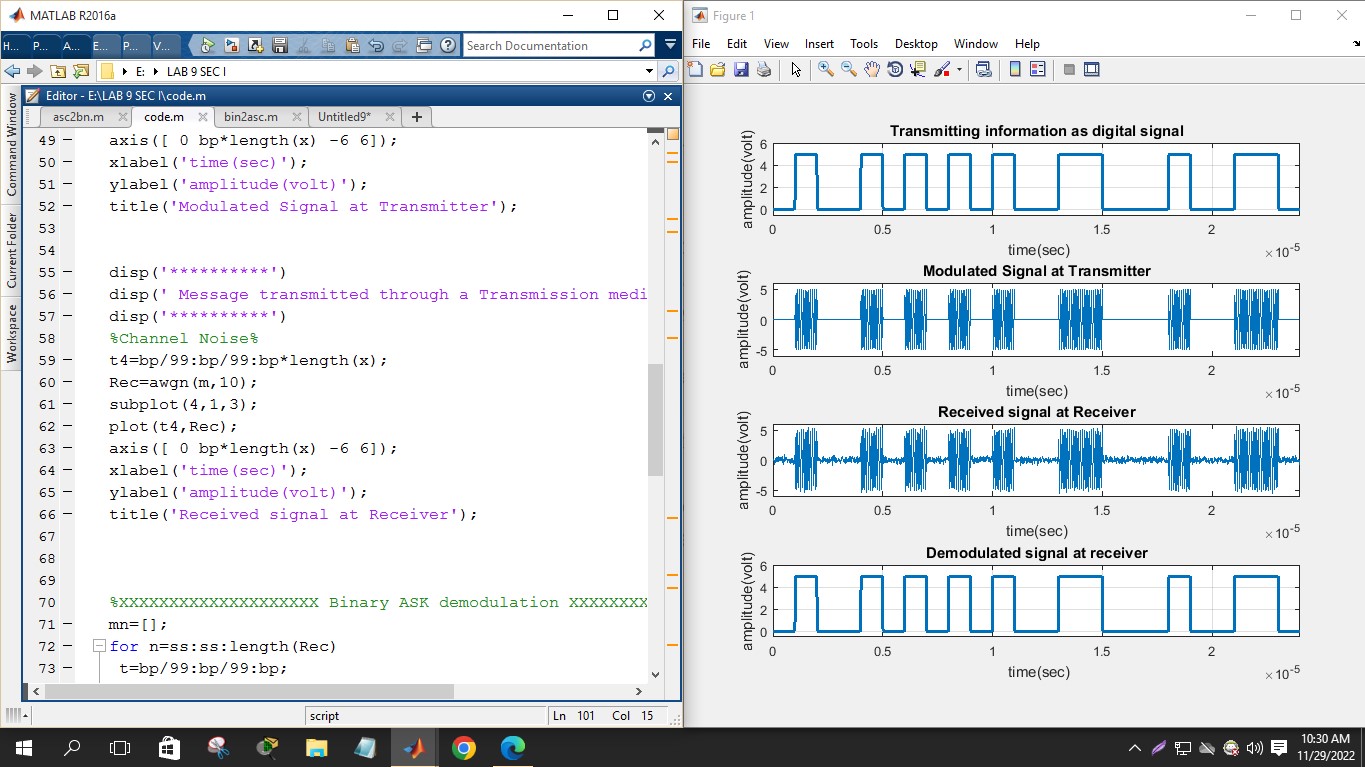 MATLAB R2016a
H... P... A... E... P... V...
Search Documentation
E: LAB 9 SEC I
Editor - E:\LAB 9 SEC I\code.m
asc2bn.m code.m bin2asc.m Untitled9* +
Command Window
Current Folder
Workspace
49 axis([ 0 bp*length(x) -6 6]);
50 xlabel('time(sec)');
51 ylabel('amplitude(volt)');
52 title('Modulated Signal at Transmitter');
53
54
55 disp('**********')
56 disp(' Message transmitted through a Transmission medi
57 disp('**********')
58 %Channel Noise%
59 t4=bp/99:bp/99:bp*length(x);
60 Rec=awgn(m,10);
61 subplot(4,1,3);
62 plot(t4,Rec);
63 axis([ 0 bp*length(x) -6 6]);
64 xlabel('time(sec)');
65 ylabel('amplitude(volt)');
66 title('Received signal at Receiver');
67
68
69
70 %XXXXXXXXXXXXXXXXXXXX Binary ASK demodulation XXXXXXXX
71 mn=[];
72 for n=ss:ss:length(Rec)
73 t=bp/99:bp/99:bp;
script Ln 101 Col 15
Figure 1
File Edit View Insert Tools Desktop Window Help
Transmitting information as digital signal
amplitude(volt)
6
4
2
0
0 0.5 1 1.5 2
time(sec) ×10-5
Modulated Signal at Transmitter
amplitude(volt)
5
0
-5
0 0.5 1 1.5 2
time(sec) ×10-5
Received signal at Receiver
amplitude(volt)
5
0
-5
0 0.5 1 1.5 2
time(sec) ×10-5
Demodulated signal at receiver
amplitude(volt)
6
4
2
0
0 0.5 1 1.5 2
time(sec) ×10-5
10:30 AM
11/29/2022